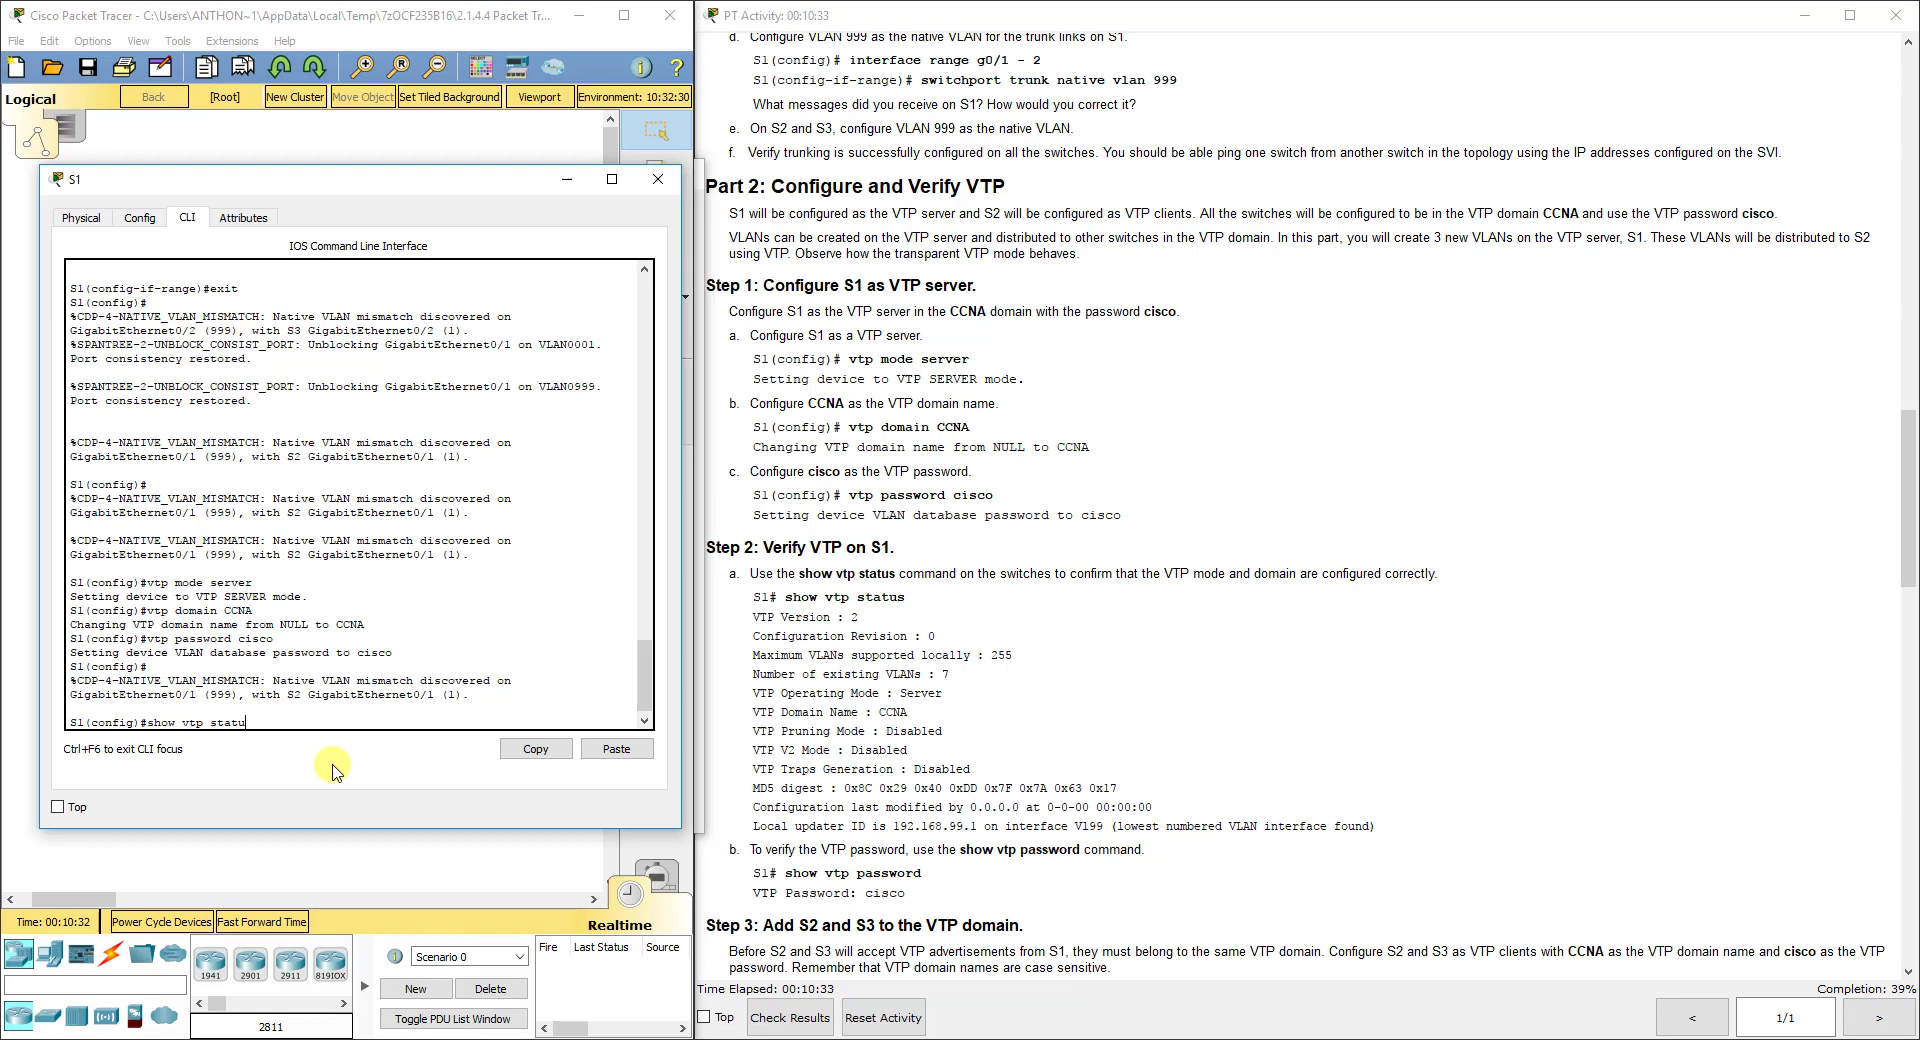 Cisco Packet Tracer - C:\Users\ANTHON~1\AppData\Local\Temp\7zOCF235B16\2.1.4.4 Packet Tr...
File Edit Options View Tools Extensions Help
Logical
Back
[Root]
New Cluster
Move Object
Set Tiled Background
Viewport
Environment: 10:32:30
S1
Physical
Config
CLI
Attributes
IOS Command Line Interface
S1(config-if-range)#exit
S1(config)#
%CDP-4-NATIVE_VLAN_MISMATCH: Native VLAN mismatch discovered on
GigabitEthernet0/2 (999), with S3 GigabitEthernet0/2 (1).
%SPANTREE-2-UNBLOCK_CONSIST_PORT: Unblocking GigabitEthernet0/1 on VLAN0001.
Port consistency restored.
%SPANTREE-2-UNBLOCK_CONSIST_PORT: Unblocking GigabitEthernet0/1 on VLAN0999.
Port consistency restored.
%CDP-4-NATIVE_VLAN_MISMATCH: Native VLAN mismatch discovered on
GigabitEthernet0/1 (999), with S2 GigabitEthernet0/1 (1).
S1(config)#
%CDP-4-NATIVE_VLAN_MISMATCH: Native VLAN mismatch discovered on
GigabitEthernet0/1 (999), with S2 GigabitEthernet0/1 (1).
%CDP-4-NATIVE_VLAN_MISMATCH: Native VLAN mismatch discovered on
GigabitEthernet0/1 (999), with S2 GigabitEthernet0/1 (1).
S1(config)#vtp mode server
Setting device to VTP SERVER mode.
S1(config)#vtp domain CCNA
Changing VTP domain name from NULL to CCNA
S1(config)#vtp password cisco
Setting device VLAN database password to cisco
S1(config)#
%CDP-4-NATIVE_VLAN_MISMATCH: Native VLAN mismatch discovered on
GigabitEthernet0/1 (999), with S2 GigabitEthernet0/1 (1).
S1(config)#show vtp statu
Ctrl+F6 to exit CLI focus
Copy
Paste
Top
Time: 00:10:32
Power Cycle Devices
Fast Forward Time
Realtime
1941
2901
2911
819IOX
2811
Scenario 0
New
Delete
Toggle PDU List Window
Fire
Last Status
Source
PT Activity: 00:10:33
d. Configure VLAN 999 as the native VLAN for the trunk links on S1.
S1(config)# interface range g0/1 - 2
S1(config-if-range)# switchport trunk native vlan 999
What messages did you receive on S1? How would you correct it?
e. On S2 and S3, configure VLAN 999 as the native VLAN.
f. Verify trunking is successfully configured on all the switches. You should be able ping one switch from another switch in the topology using the IP addresses configured on the SVI.
Part 2: Configure and Verify VTP
S1 will be configured as the VTP server and S2 will be configured as VTP clients. All the switches will be configured to be in the VTP domain CCNA and use the VTP password cisco.
VLANs can be created on the VTP server and distributed to other switches in the VTP domain. In this part, you will create 3 new VLANs on the VTP server, S1. These VLANs will be distributed to S2
using VTP. Observe how the transparent VTP mode behaves.
Step 1: Configure S1 as VTP server.
Configure S1 as the VTP server in the CCNA domain with the password cisco.
a. Configure S1 as a VTP server.
S1(config)# vtp mode server
Setting device to VTP SERVER mode.
b. Configure CCNA as the VTP domain name.
S1(config)# vtp domain CCNA
Changing VTP domain name from NULL to CCNA
c. Configure cisco as the VTP password.
S1(config)# vtp password cisco
Setting device VLAN database password to cisco
Step 2: Verify VTP on S1.
a. Use the show vtp status command on the switches to confirm that the VTP mode and domain are configured correctly.
S1# show vtp status
VTP Version : 2
Configuration Revision : 0
Maximum VLANs supported locally : 255
Number of existing VLANs : 7
VTP Operating Mode : Server
VTP Domain Name : CCNA
VTP Pruning Mode : Disabled
VTP V2 Mode : Disabled
VTP Traps Generation : Disabled
MD5 digest : 0x8C 0x29 0x40 0xDD 0x7F 0x7A 0x63 0x17
Configuration last modified by 0.0.0.0 at 0-0-00 00:00:00
Local updater ID is 192.168.99.1 on interface Vl99 (lowest numbered VLAN interface found)
b. To verify the VTP password, use the show vtp password command.
S1# show vtp password
VTP Password: cisco
Step 3: Add S2 and S3 to the VTP domain.
Before S2 and S3 will accept VTP advertisements from S1, they must belong to the same VTP domain. Configure S2 and S3 as VTP clients with CCNA as the VTP domain name and cisco as the VTP
password. Remember that VTP domain names are case sensitive.
Time Elapsed: 00:10:33
Completion: 39%
Top
Check Results
Reset Activity
<
1/1
>